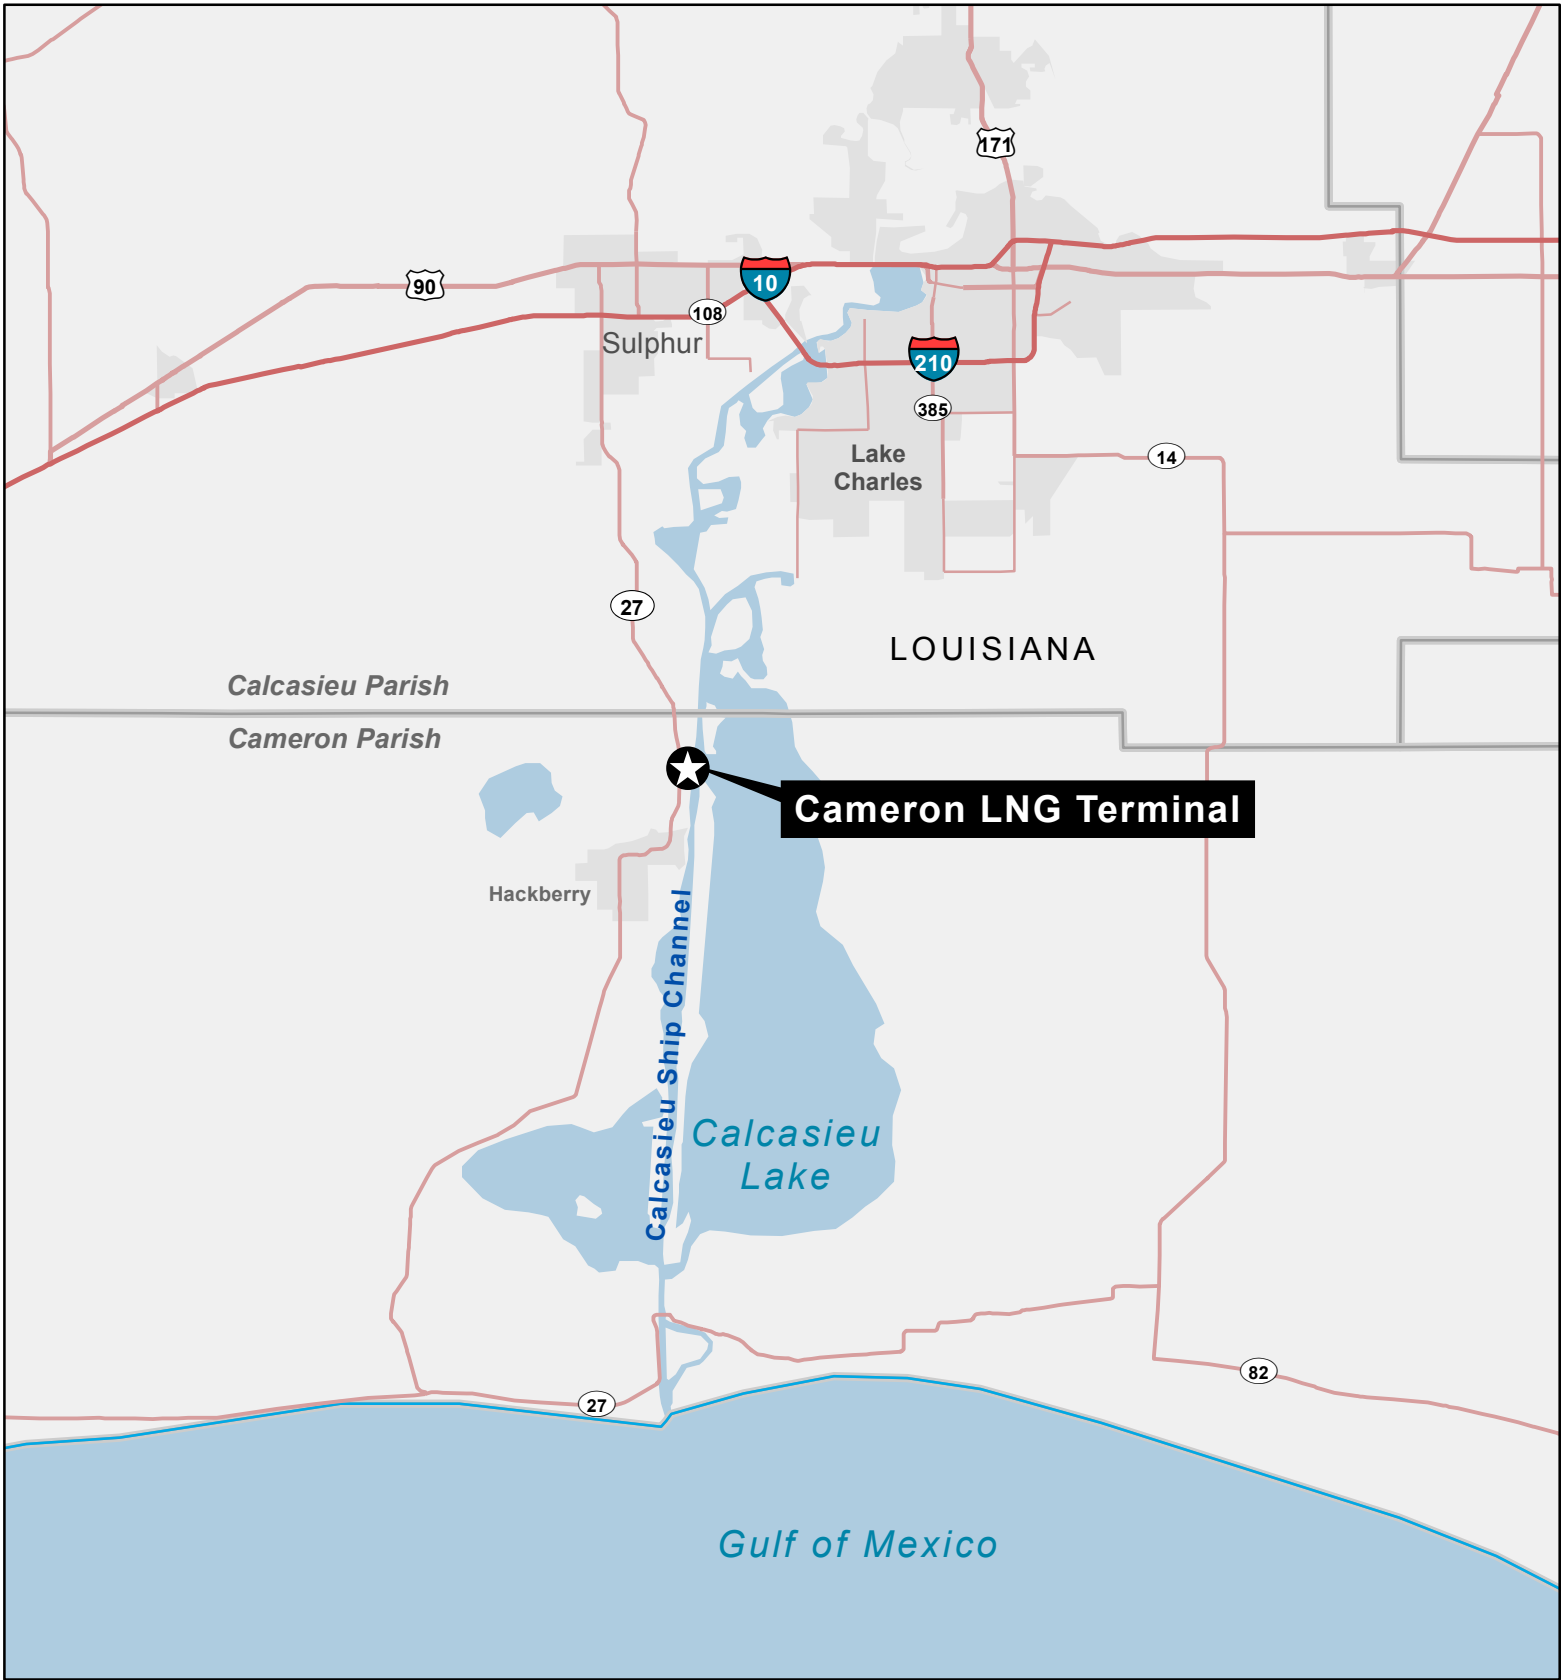 171
90
10
108
Sulphur
210
385
Lake
Charles
14
27
LOUISIANA
Calcasieu Parish
Cameron Parish
Cameron LNG Terminal
Hackberry
Calcasieu Ship Channel
Calcasieu
Lake
82
27
Gulf of Mexico